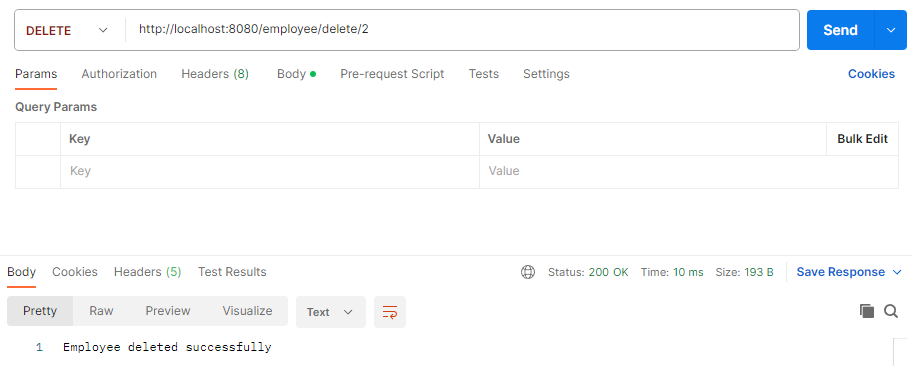 DELETE http://localhost:8080/employee/delete/2 Send
Params Authorization Headers (8) Body Pre-request Script Tests Settings Cookies
Query Params
Key Value Bulk Edit
Key Value
Body Cookies Headers (5) Test Results Status: 200 OK Time: 10 ms Size: 193 B Save Response
Pretty Raw Preview Visualize Text
1 Employee deleted successfully